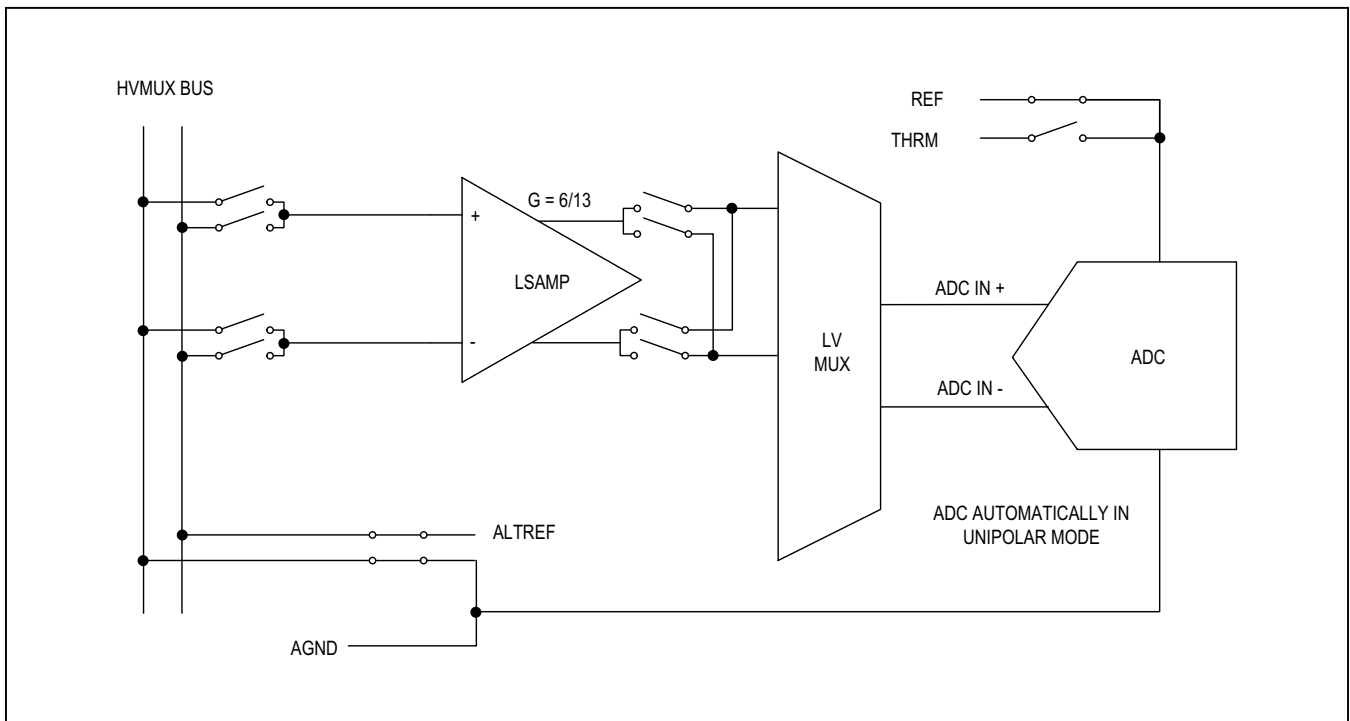 HVMUX BUS
REF
THRM
G = 6/13
+
LSAMP
-
LV
MUX
ADC IN +
ADC IN -
ADC
ADC AUTOMATICALLY IN
UNIPOLAR MODE
ALTREF
AGND